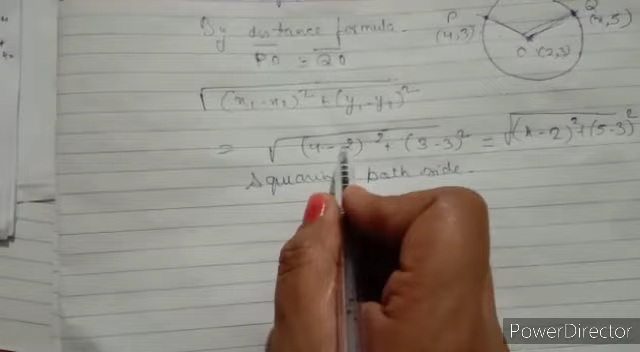 By distance formula.
P (4,3)
Q (x,5)
O (2,3)
PO = QO
√(x₁-x₂)² + (y₁-y₂)²
= √(4-2)² + (3-3)² = √(x-2)² + (5-3)²
Squaring both side.
PowerDirector